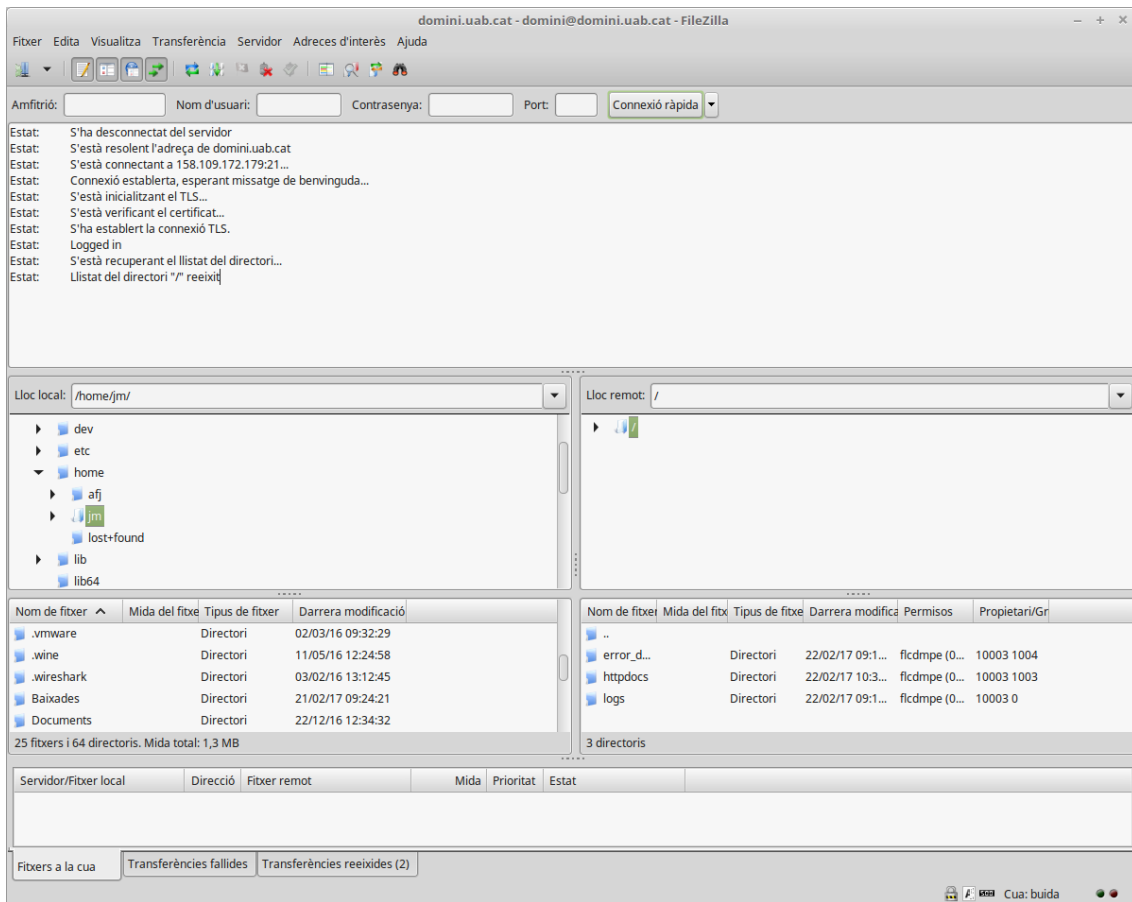 domini.uab.cat - domini@domini.uab.cat - FileZilla
Fitxer Edita Visualitza Transferència Servidor Adreces d'interès Ajuda
Amfitrió: Nom d'usuari: Contrasenya: Port: Connexió ràpida
Estat: S'ha desconnectat del servidor
Estat: S'està resolent l'adreça de domini.uab.cat
Estat: S'està connectant a 158.109.172.179:21...
Estat: Connexió establerta, esperant missatge de benvinguda...
Estat: S'està inicialitzant el TLS...
Estat: S'està verificant el certificat...
Estat: S'ha establert la connexió TLS.
Estat: Logged in
Estat: S'està recuperant el llistat del directori...
Estat: Llistat del directori "/" reeixit
Lloc local: /home/jm/
dev
etc
home
afj
jm
lost+found
lib
lib64
Nom de fitxer Mida del fitxe Tipus de fitxer Darrera modificació
.vmware Directori 02/03/16 09:32:29
.wine Directori 11/05/16 12:24:58
.wireshark Directori 03/02/16 13:12:45
Baixades Directori 21/02/17 09:24:21
Documents Directori 22/12/16 12:34:32
25 fitxers i 64 directoris. Mida total: 1,3 MB
Lloc remot: /
/
Nom de fitxer Mida del fitx Tipus de fitxe Darrera modifica Permisos Propietari/Gr
..
error_d... Directori 22/02/17 09:1... flcdmpe (0... 10003 1004
httpdocs Directori 22/02/17 10:3... flcdmpe (0... 10003 1003
logs Directori 22/02/17 09:1... flcdmpe (0... 10003 0
3 directoris
Servidor/Fitxer local Direcció Fitxer remot Mida Prioritat Estat
Fitxers a la cua Transferències fallides Transferències reeixides (2)
Cua: buida